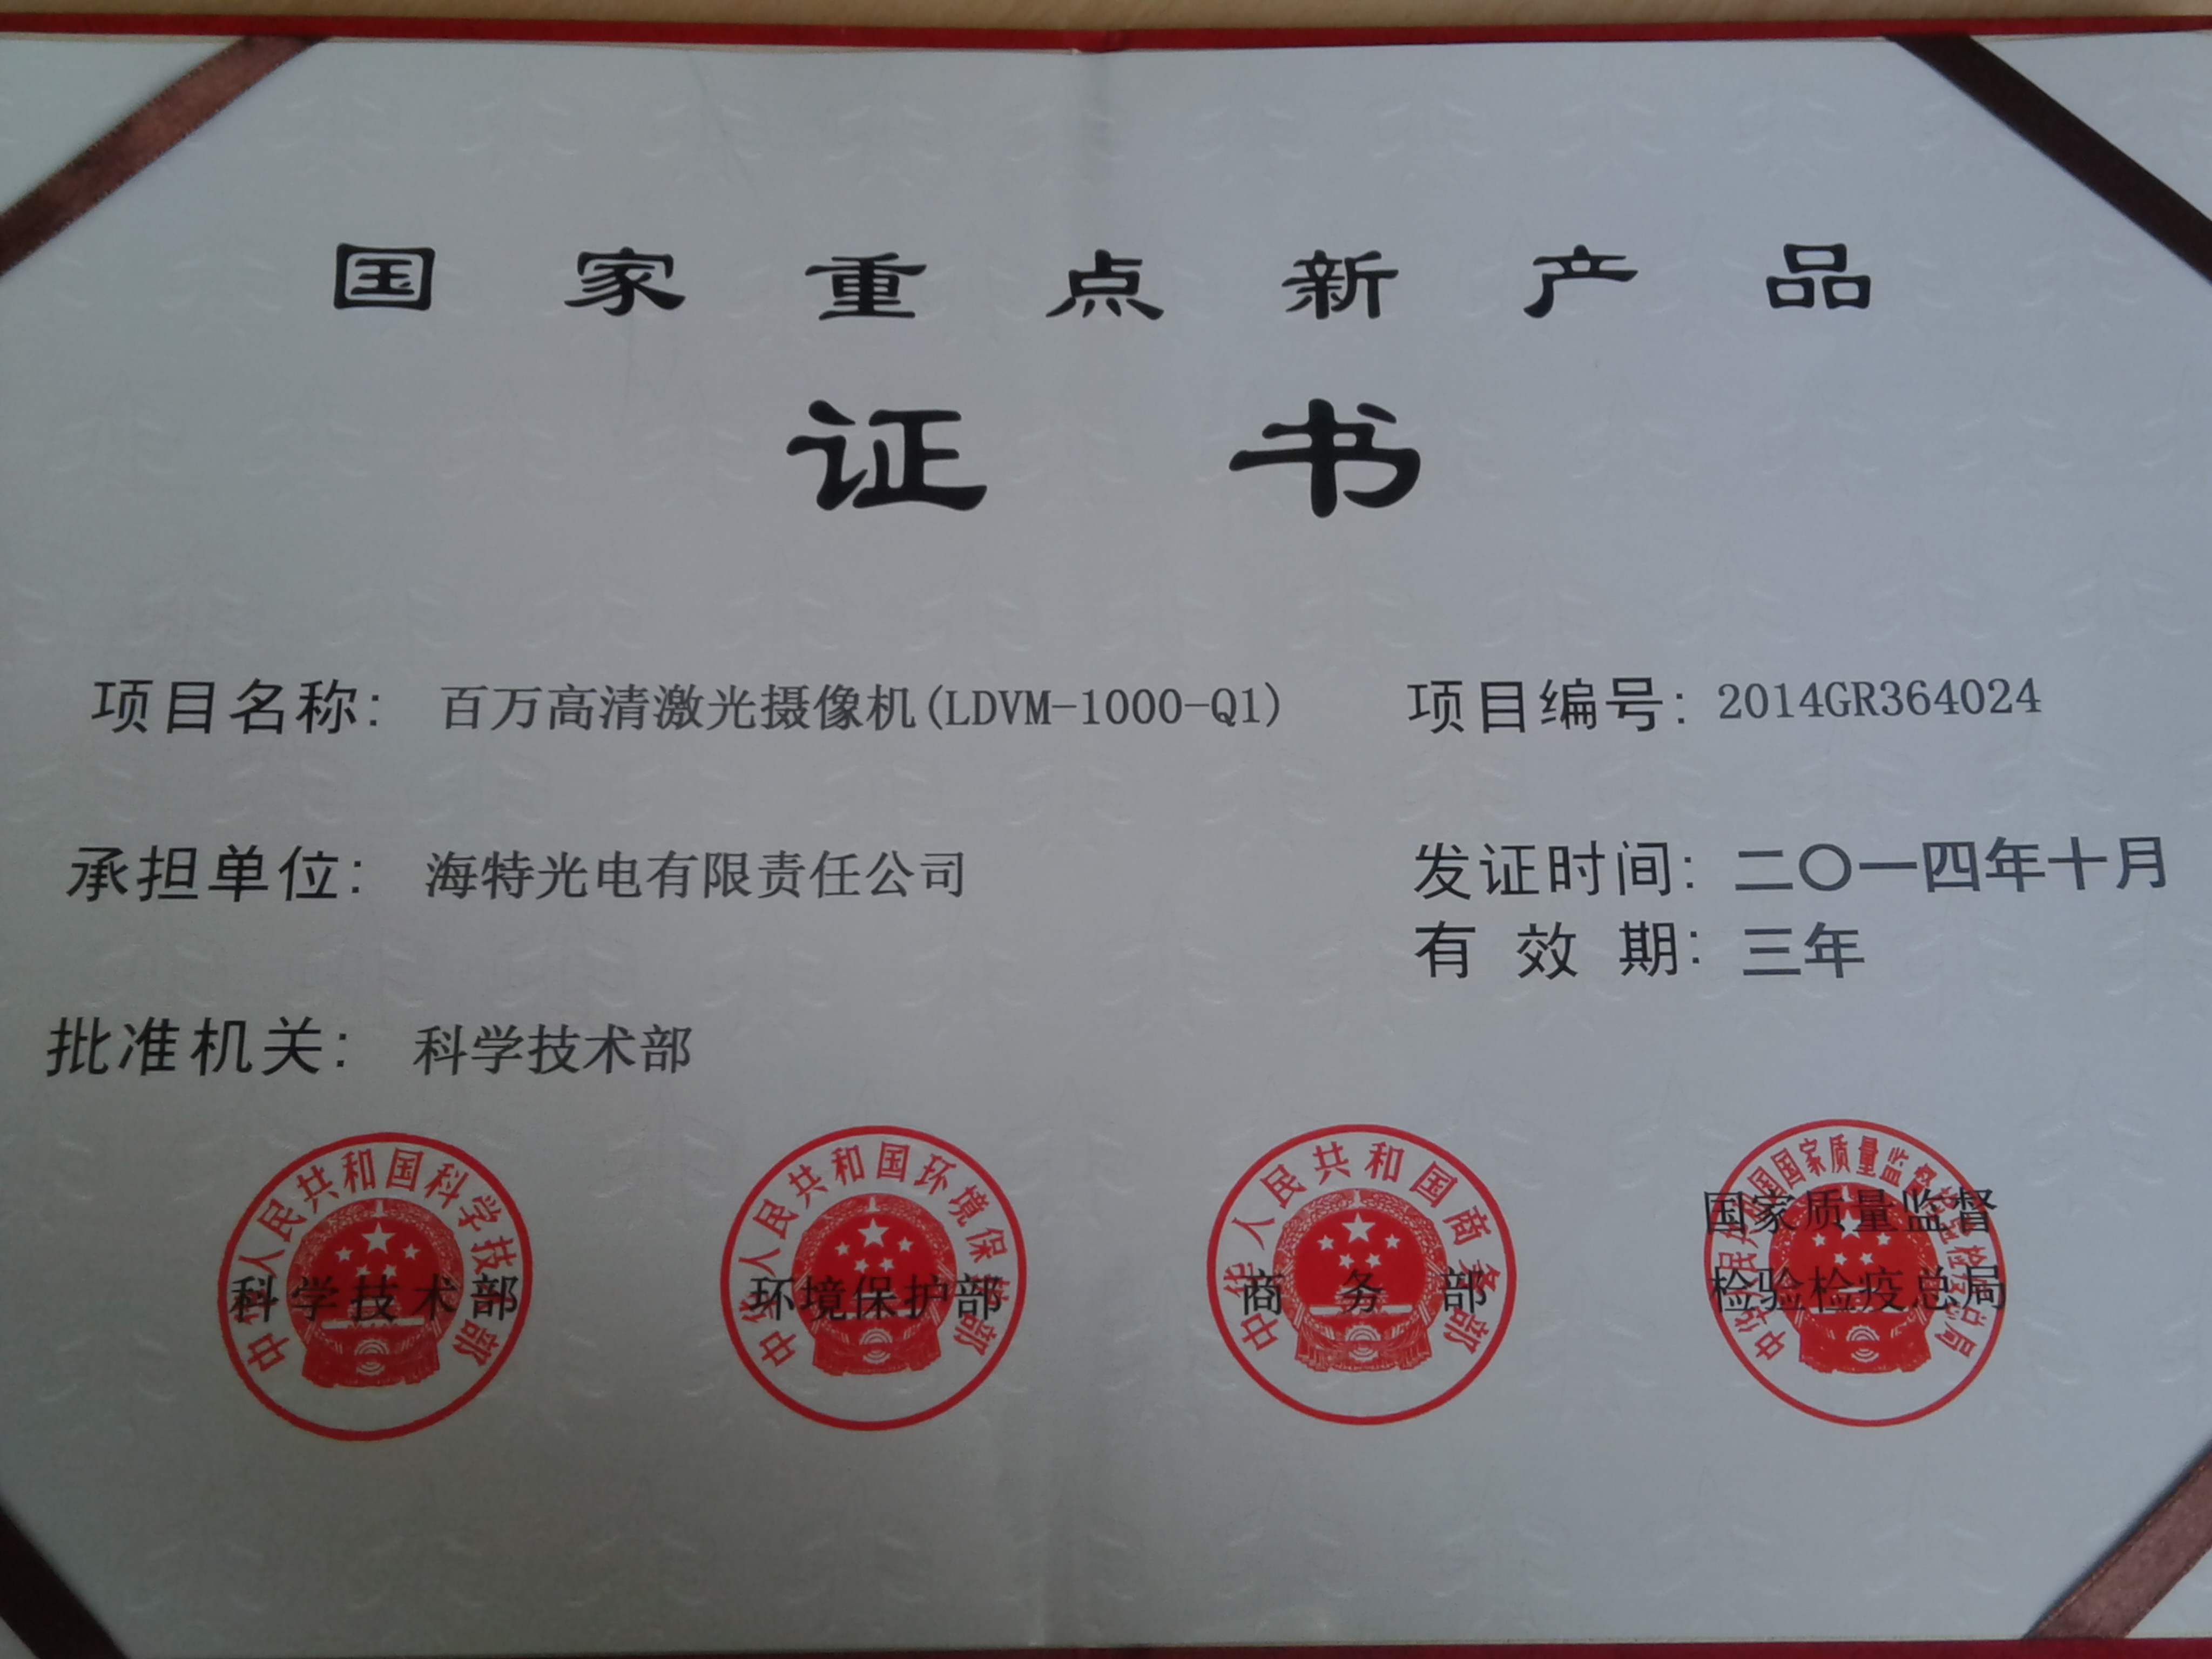 国家重点新产品
证书
项目名称: 百万高清激光摄像机(LDVM-1000-Q1)
项目编号: 2014GR364024
承担单位: 海特光电有限责任公司
发证时间: 二〇一四年十月
有效期: 三年
批准机关: 科学技术部
中华人民共和国科学技术部
科学技术部
中华人民共和国环境保护部
环境保护部
中华人民共和国商务部
商务部
国家质量监督
检验检疫总局